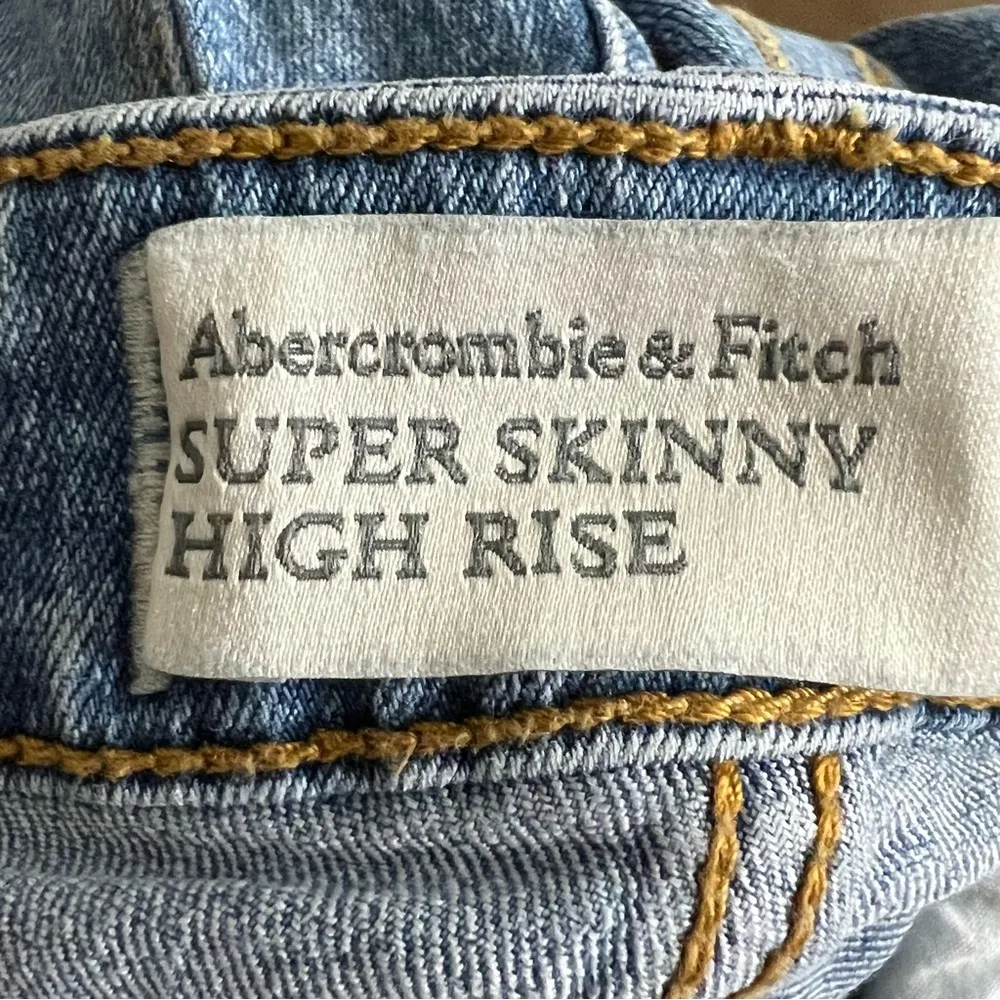 Abercrombie & Fitch
SUPER SKINNY
HIGH RISE